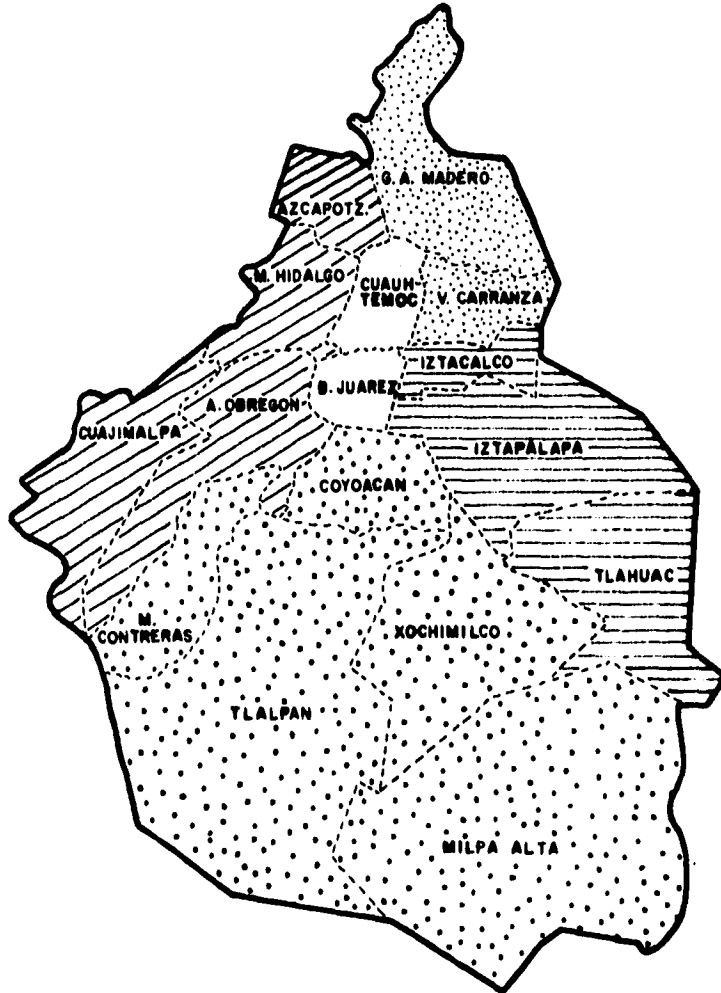 G. A. MADERO
AZCAPOTZ.
M. HIDALGO
CUAUH-
TEMOC
V. CARRANZA
IZTACALCO
B. JUAREZ
A. OBREGON
CUAJIMALPA
IZTAPALAPA
COYOACAN
TLAHUAC
M.
CONTRERAS
XOCHIMILCO
TLALPAN
MILPA ALTA